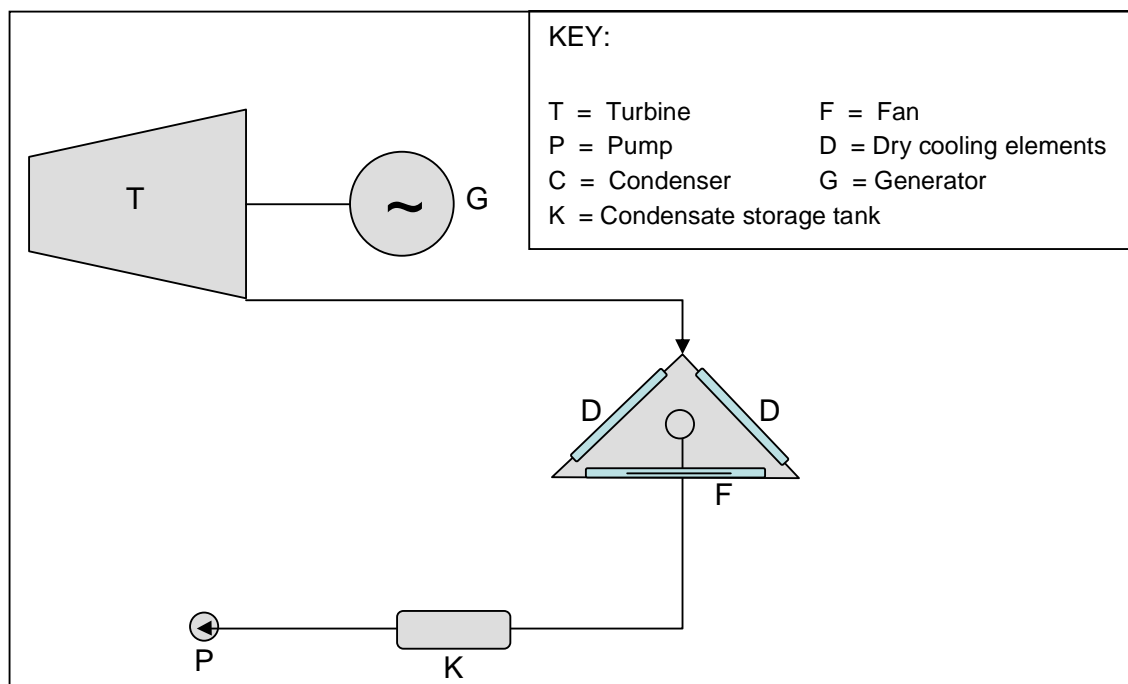 KEY:
T = Turbine F = Fan
P = Pump D = Dry cooling elements
C = Condenser G = Generator
K = Condensate storage tank
T
~
G
D
D
F
P
K